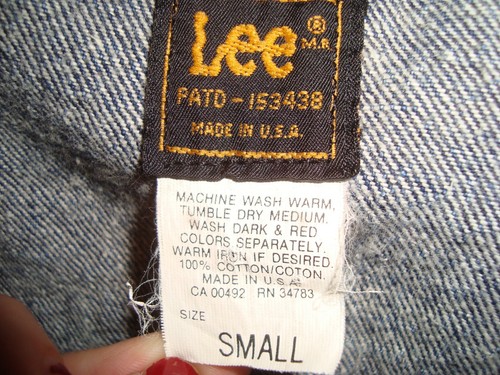 Lee ®
M.R.
PATD-153438
MADE IN U.S.A.
MACHINE WASH WARM,
TUMBLE DRY MEDIUM.
WASH DARK & RED
COLORS SEPARATELY.
WARM IRON IF DESIRED.
100% COTTON/COTON.
MADE IN U.S.A.
CA 00492 RN 34783
SIZE
SMALL